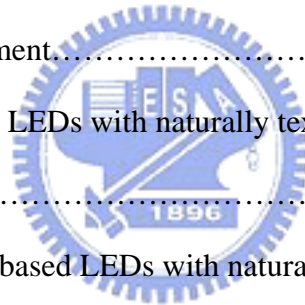 ment……………………
LEDs with naturally tex
E S
……………………………
1896
based LEDs with natura